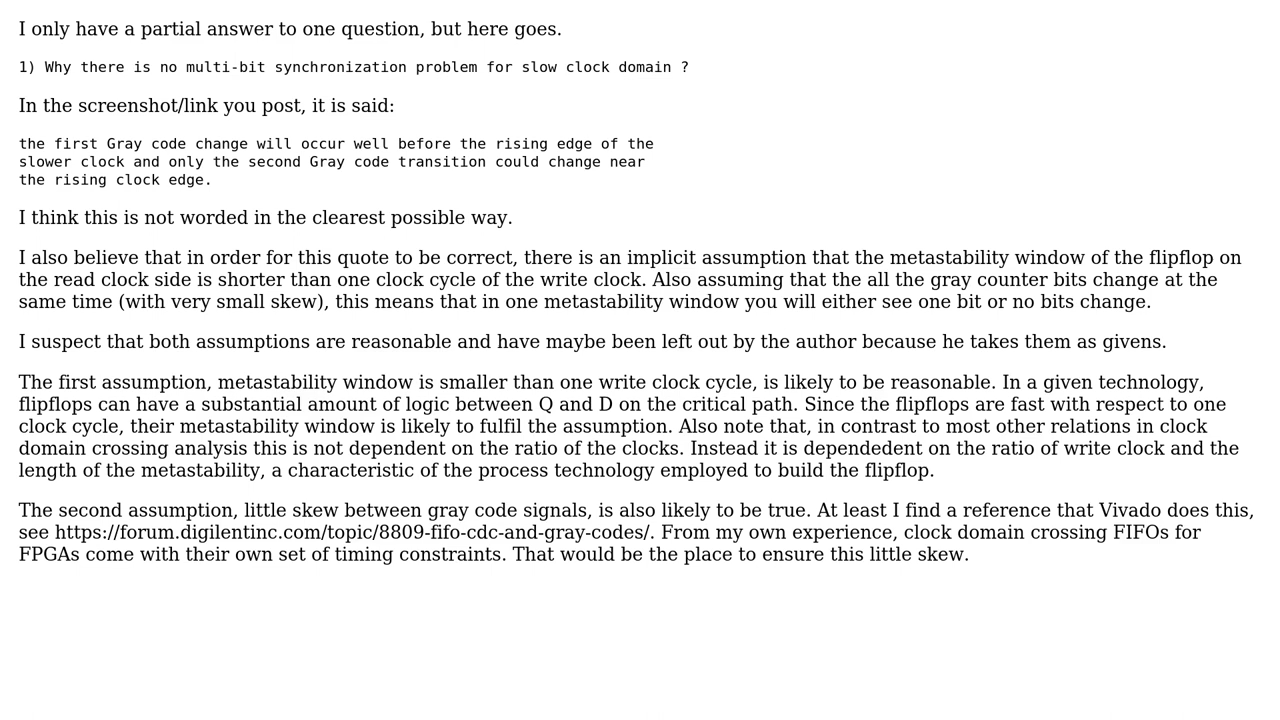 I only have a partial answer to one question, but here goes.
1) Why there is no multi-bit synchronization problem for slow clock domain ?
In the screenshot/link you post, it is said:
the first Gray code change will occur well before the rising edge of the
slower clock and only the second Gray code transition could change near
the rising clock edge.
I think this is not worded in the clearest possible way.
I also believe that in order for this quote to be correct, there is an implicit assumption that the metastability window of the flipflop on
the read clock side is shorter than one clock cycle of the write clock. Also assuming that the all the gray counter bits change at the
same time (with very small skew), this means that in one metastability window you will either see one bit or no bits change.
I suspect that both assumptions are reasonable and have maybe been left out by the author because he takes them as givens.
The first assumption, metastability window is smaller than one write clock cycle, is likely to be reasonable. In a given technology,
flipflops can have a substantial amount of logic between Q and D on the critical path. Since the flipflops are fast with respect to one
clock cycle, their metastability window is likely to fulfil the assumption. Also note that, in contrast to most other relations in clock
domain crossing analysis this is not dependent on the ratio of the clocks. Instead it is dependedent on the ratio of write clock and the
length of the metastability, a characteristic of the process technology employed to build the flipflop.
The second assumption, little skew between gray code signals, is also likely to be true. At least I find a reference that Vivado does this,
see https://forum.digilentinc.com/topic/8809-fifo-cdc-and-gray-codes/. From my own experience, clock domain crossing FIFOs for
FPGAs come with their own set of timing constraints. That would be the place to ensure this little skew.